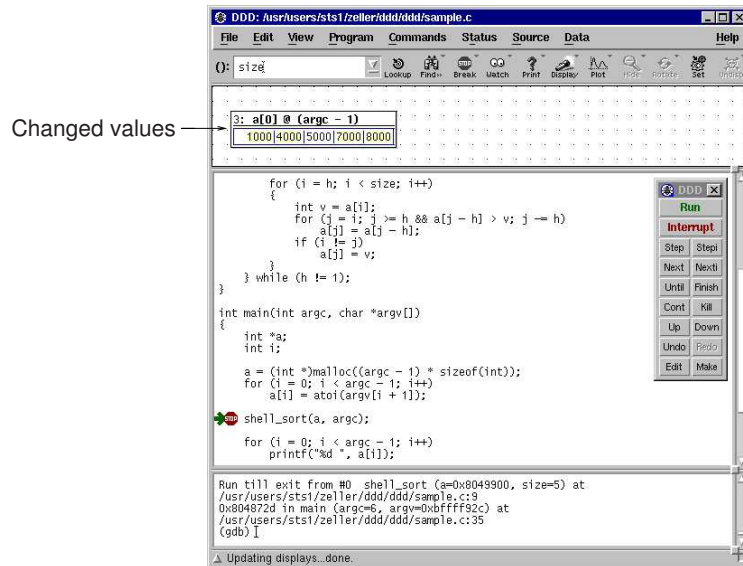 DDD: /usr/users/sts1/zeller/ddd/ddd/sample.c
File Edit View Program Commands Status Source Data Help
(): size
Lookup Find» Break Watch Print Display Plot Hide Rotate Set Undisp
Changed values
3: a[0] @ (argc - 1)
1000 4000 5000 7000 8000
for (i = h; i < size; i++)
{
int v = a[i];
for (j = i; j >= h && a[j - h] > v; j -= h)
a[j] = a[j - h];
if (i != j)
a[j] = v;
}
} while (h != 1);
}
int main(int argc, char *argv[])
{
int *a;
int i;
a = (int *)malloc((argc - 1) * sizeof(int));
for (i = 0; i < argc - 1; i++)
a[i] = atoi(argv[i + 1]);
STOP shell_sort(a, argc);
for (i = 0; i < argc - 1; i++)
printf("%d ", a[i]);
DDD
Run
Interrupt
Step Stepi
Next Nexti
Until Finish
Cont Kill
Up Down
Undo Redo
Edit Make
Run till exit from #0 shell_sort (a=0x8049900, size=5) at
/usr/users/sts1/zeller/ddd/ddd/sample.c:9
0x804872d in main (argc=6, argv=0xbffff92c) at
/usr/users/sts1/zeller/ddd/ddd/sample.c:35
(gdb)
Updating displays...done.